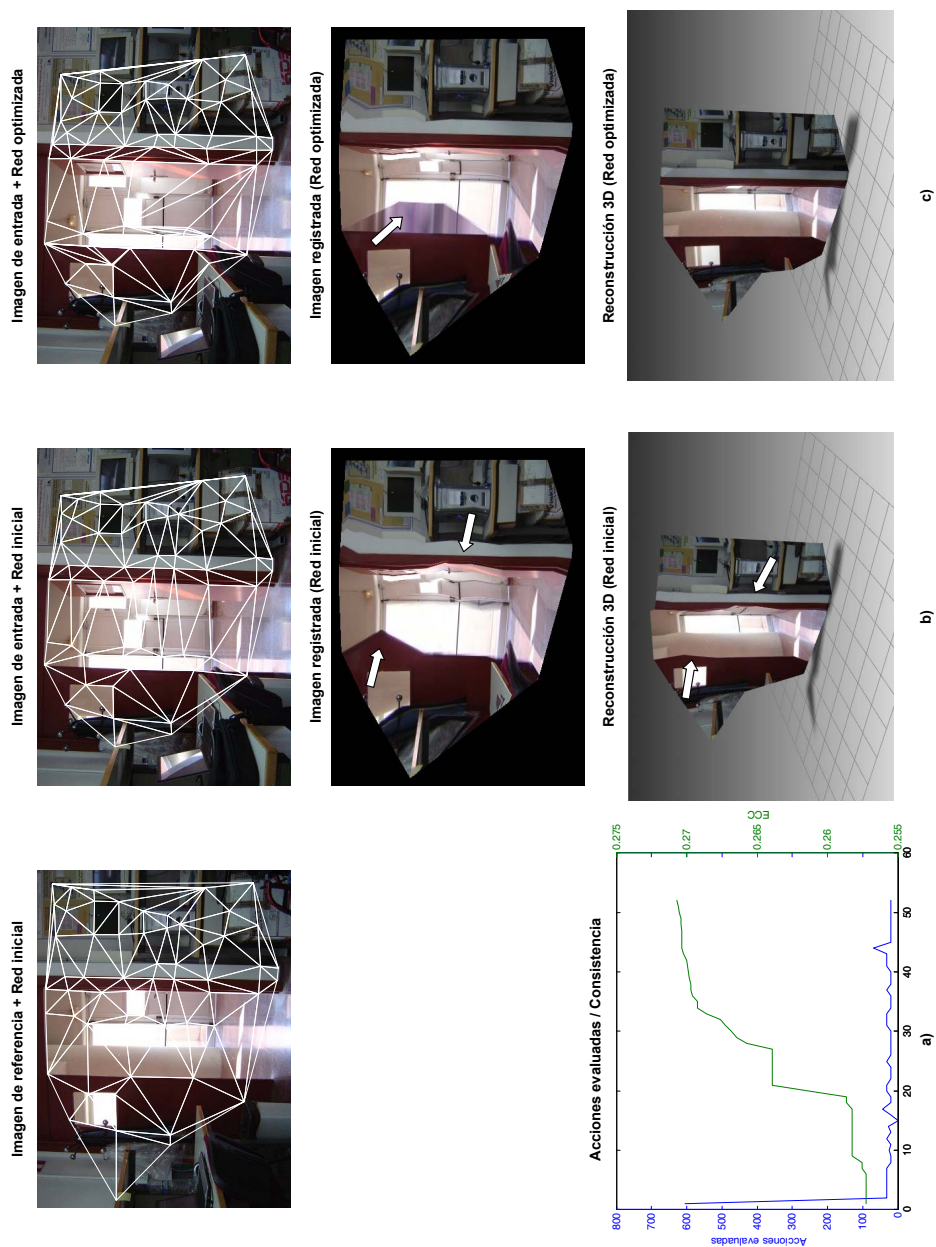 Imagen de referencia + Red inicial
Imagen de entrada + Red inicial
Imagen de entrada + Red optimizada
Imagen registrada (Red inicial)
Imagen registrada (Red optimizada)
Acciones evaluadas / Consistencia
Acciones evaluadas
800
700
600
500
400
300
200
100
0
0
10
20
30
40
50
60
0.275
0.27
0.265
0.26
0.255
ECC
Reconstrucción 3D (Red inicial)
Reconstrucción 3D (Red optimizada)
a)
b)
c)